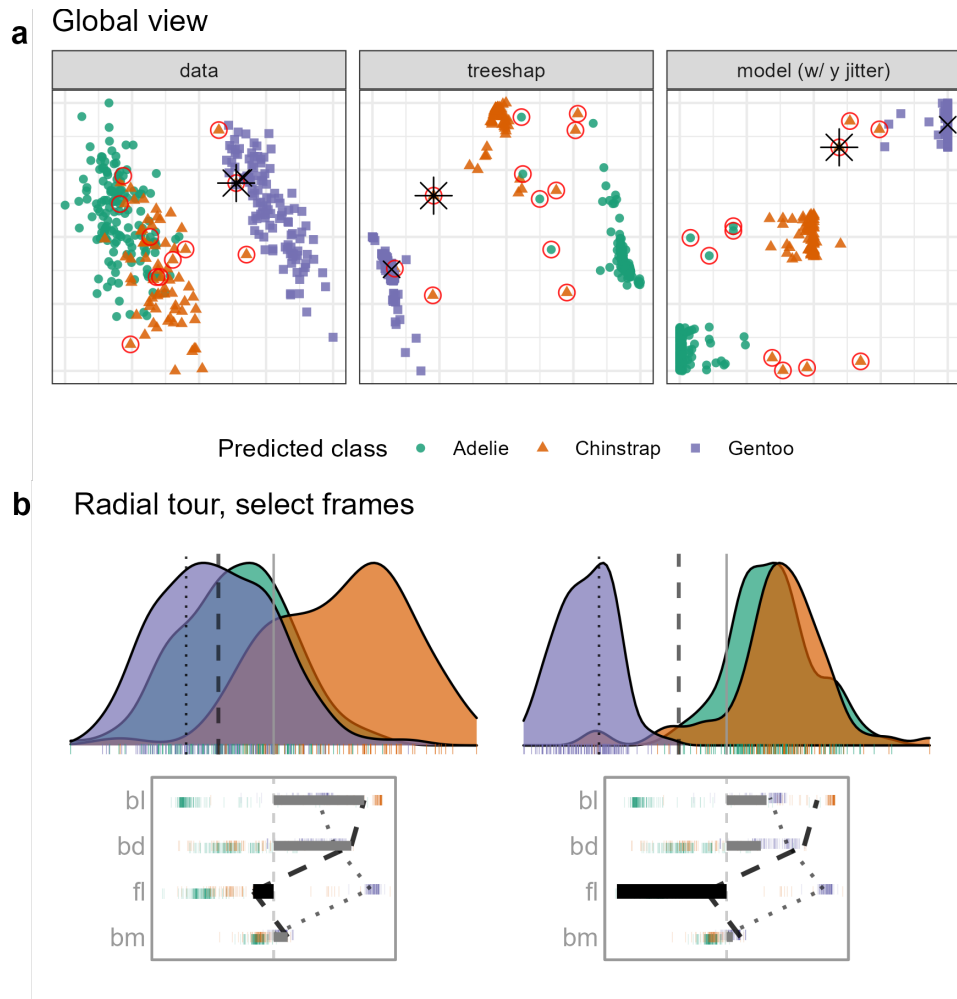 a
Global view
data
treeshap
model (w/ y jitter)
Predicted class
Adelie
Chinstrap
Gentoo
b
Radial tour, select frames
bl
bd
fl
bm
bl
bd
fl
bm